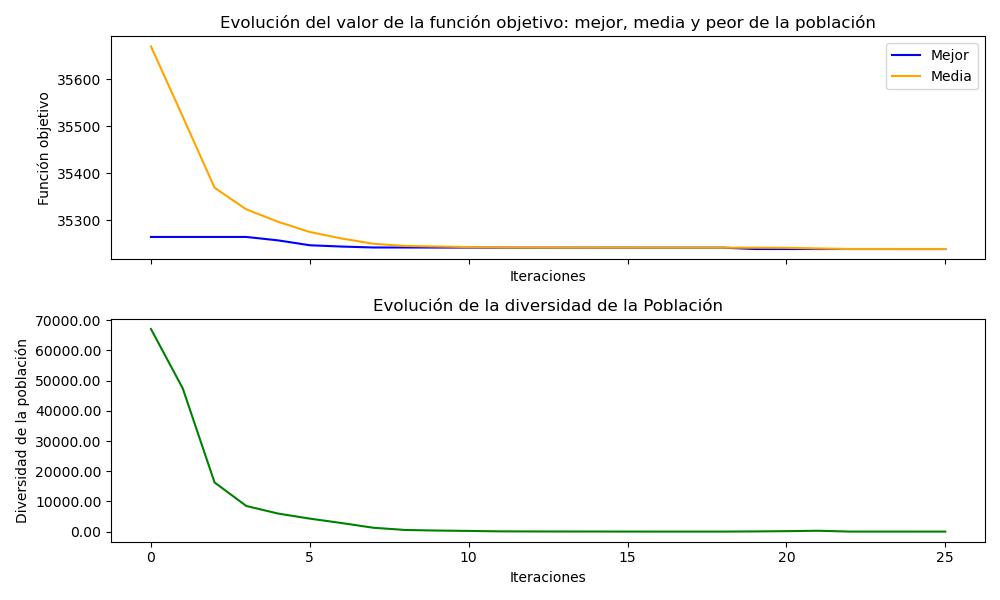 Evolución del valor de la función objetivo: mejor, media y peor de la población
Función objetivo
35600
35500
35400
35300
Mejor
Media
Iteraciones
Evolución de la diversidad de la Población
Diversidad de la población
70000.00
60000.00
50000.00
40000.00
30000.00
20000.00
10000.00
0.00
0 5 10 15 20 25
Iteraciones